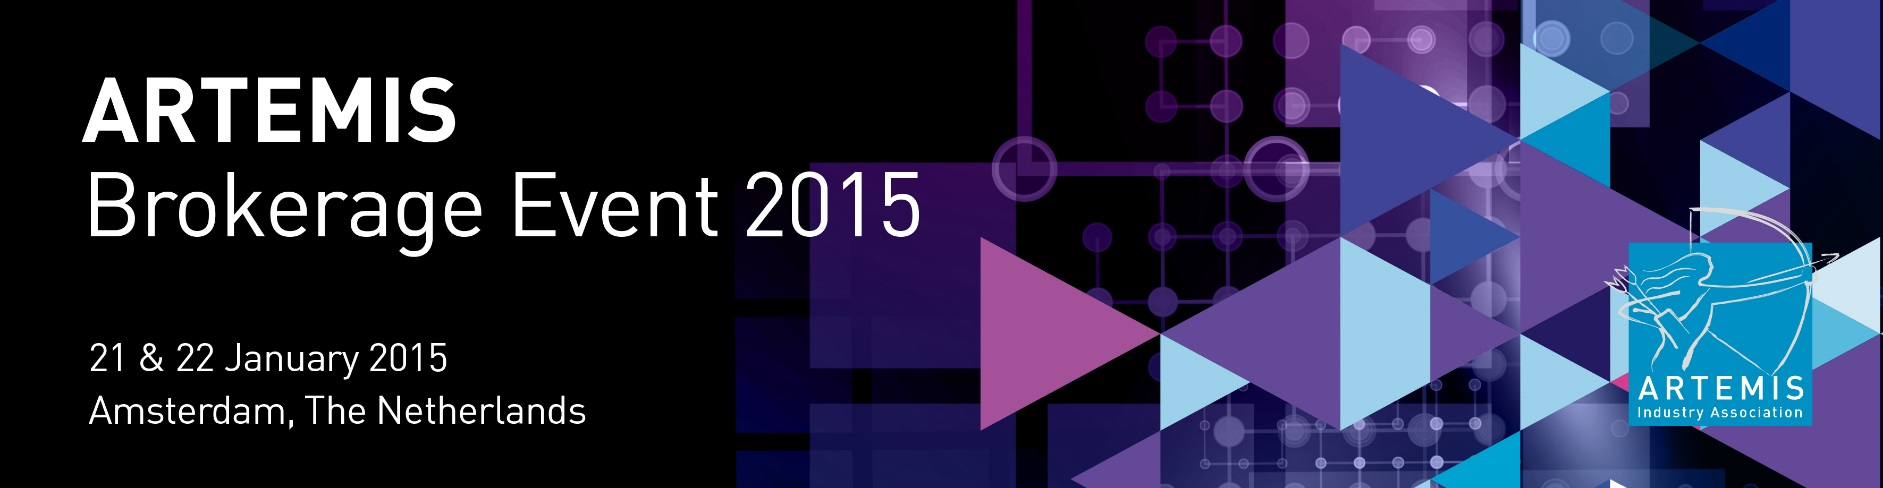 ARTEMIS
Brokerage Event 2015
21 & 22 January 2015
Amsterdam, The Netherlands
ARTEMIS
Industry Association